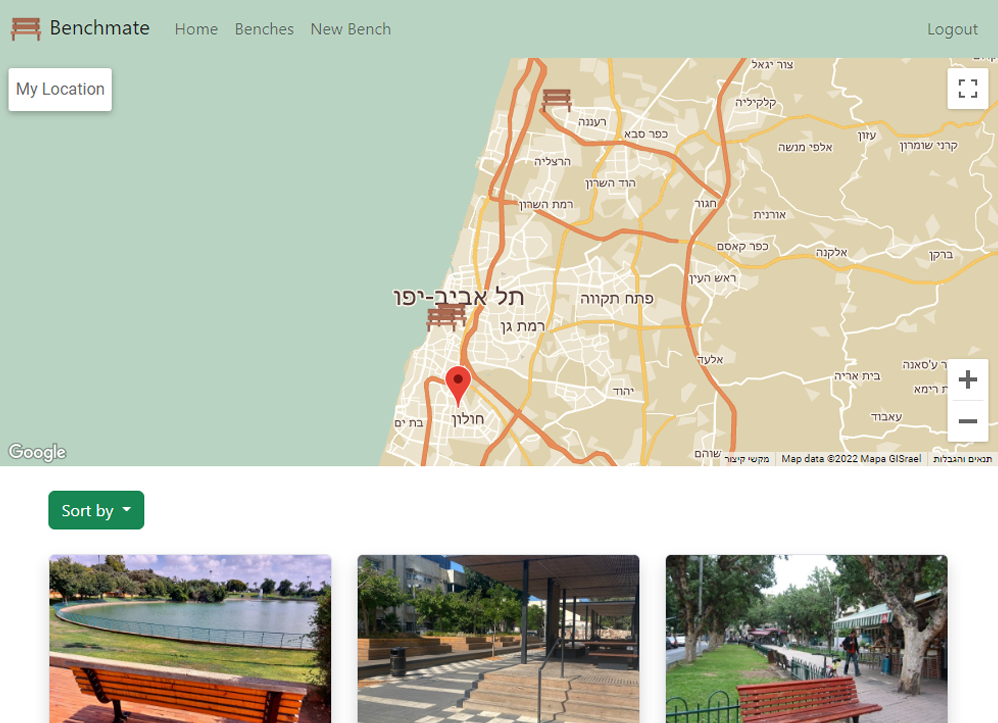 Benchmate
Home
Benches
New Bench
Logout
My Location
צור יגאל
קלקיליה
רעננה
כפר סבא
עזון
קרני שומרון
אלפי מנשה
הרצליה
הוד השרון
רמת השרון
חגור
אורנית
כפר קאסם
אלקנה
ברקן
ראש העין
תל אביב-יפו
פתח תקווה
רמת גן
אלעד
בית אריה
יהוד
עבוד
חולון
בת ים
שוהם
Google
מקשי קיצור
Map data ©2022 Mapa GISrael
תנאים והגבלות
Sort by